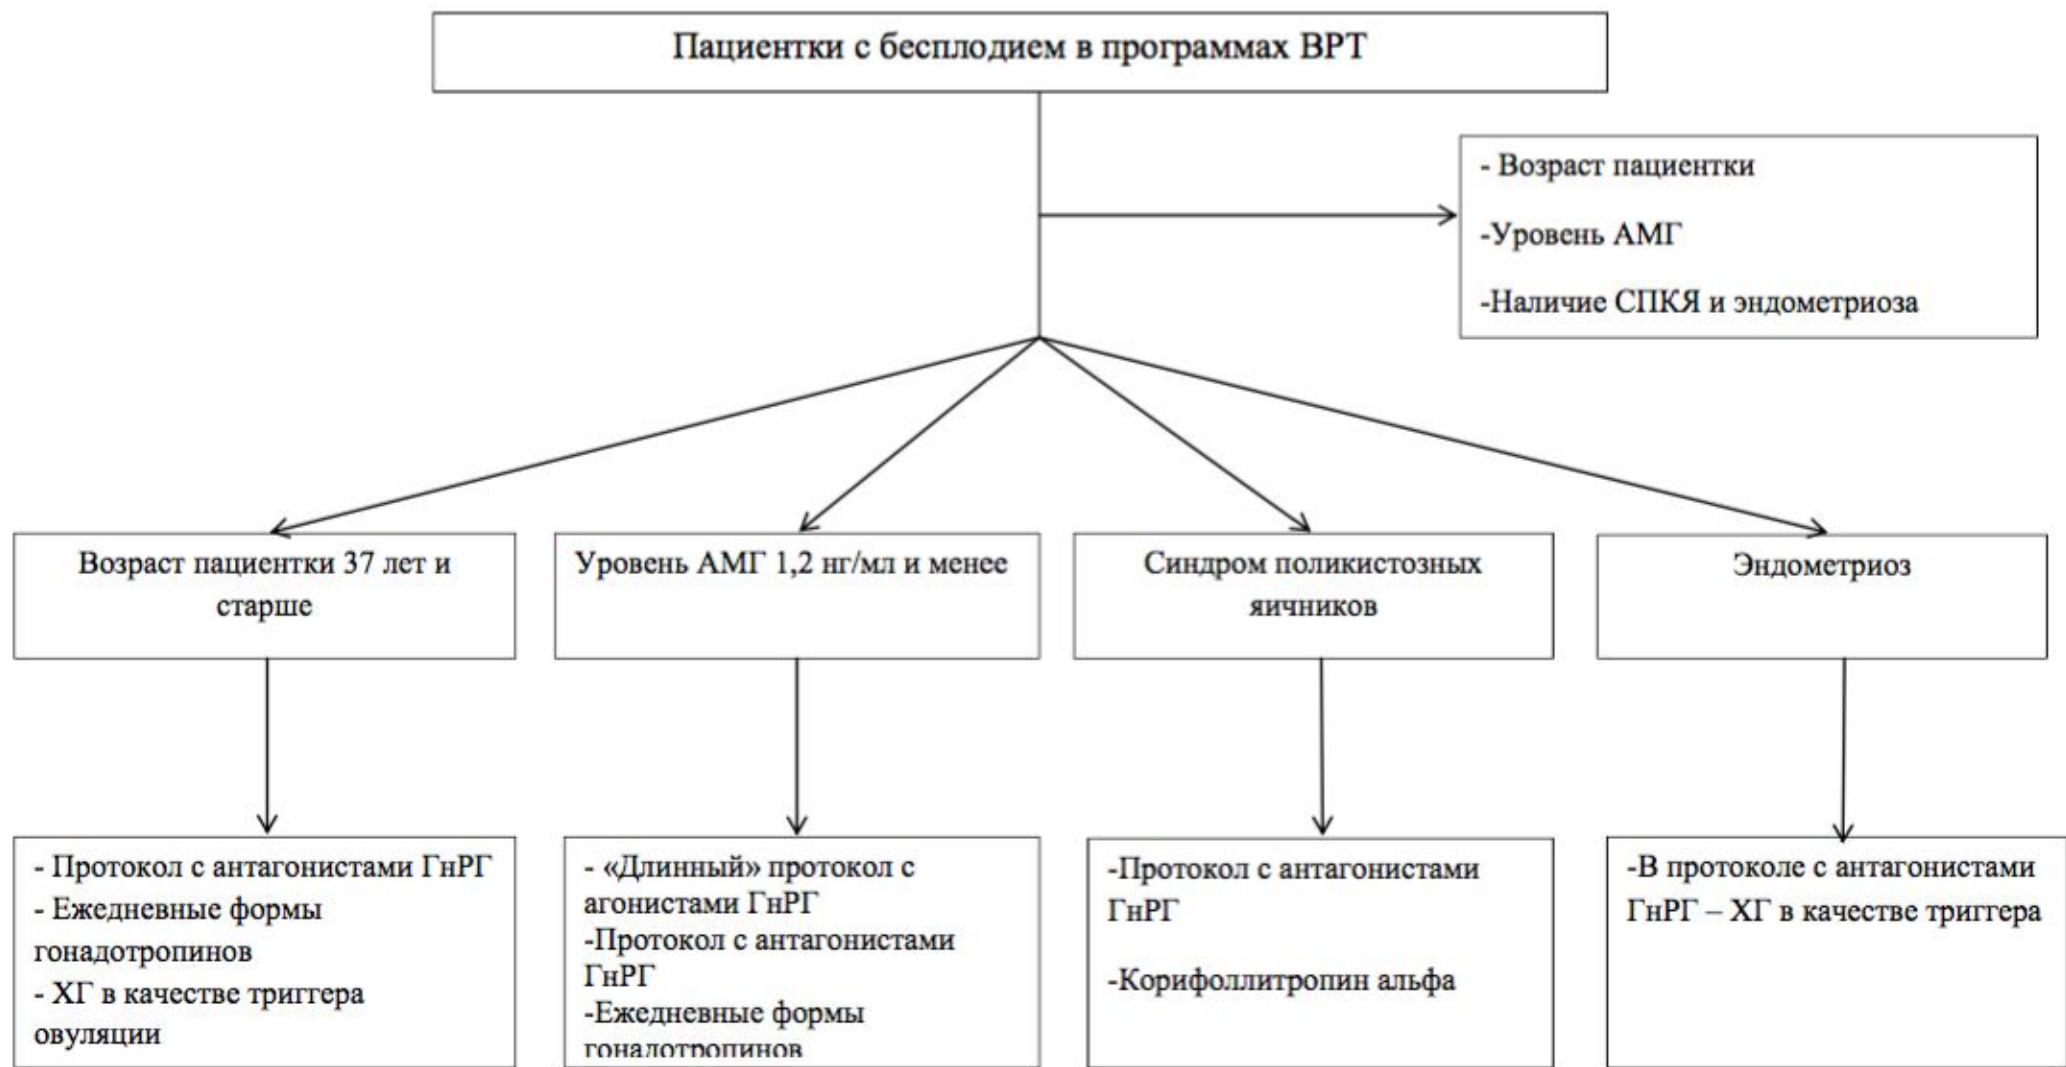 Пациентки с бесплодием в программах ВРТ
- Возраст пациентки
-Уровень АМГ
-Наличие СПКЯ и эндометриоза
Возраст пациентки 37 лет и
старше
Уровень АМГ 1,2 нг/мл и менее
Синдром поликистозных
яичников
Эндометриоз
- Протокол с антагонистами ГнРГ
- Ежедневные формы
гонадотропинов
- ХГ в качестве триггера
овуляции
- «Длинный» протокол с
агонистами ГнРГ
-Протокол с антагонистами
ГнРГ
-Ежедневные формы
гонадотропинов
-Протокол с антагонистами
ГнРГ
-Корифоллитропин альфа
-В протоколе с антагонистами
ГнРГ – ХГ в качестве триггера